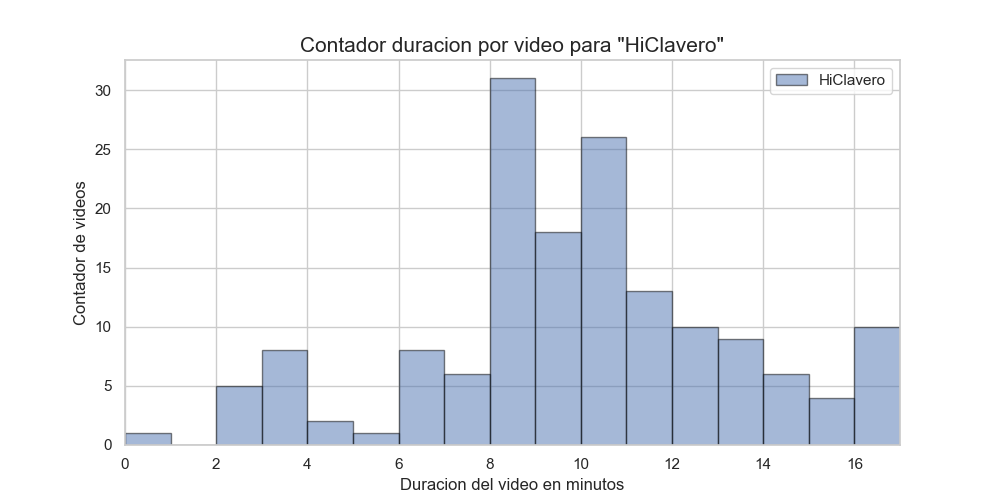 Contador duracion por video para "HiClavero"
HiClavero
Contador de videos
30
25
20
15
10
5
0
0 2 4 6 8 10 12 14 16
Duracion del video en minutos